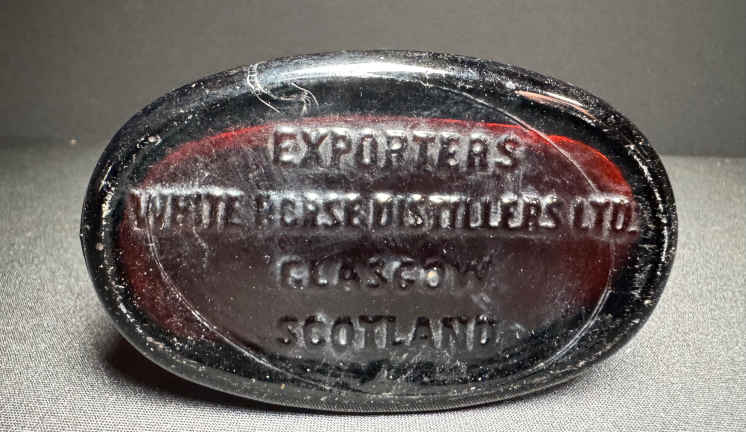 EXPORTERS
WHITE HORSE DISTILLERS LTD.
GLASGOW
SCOTLAND